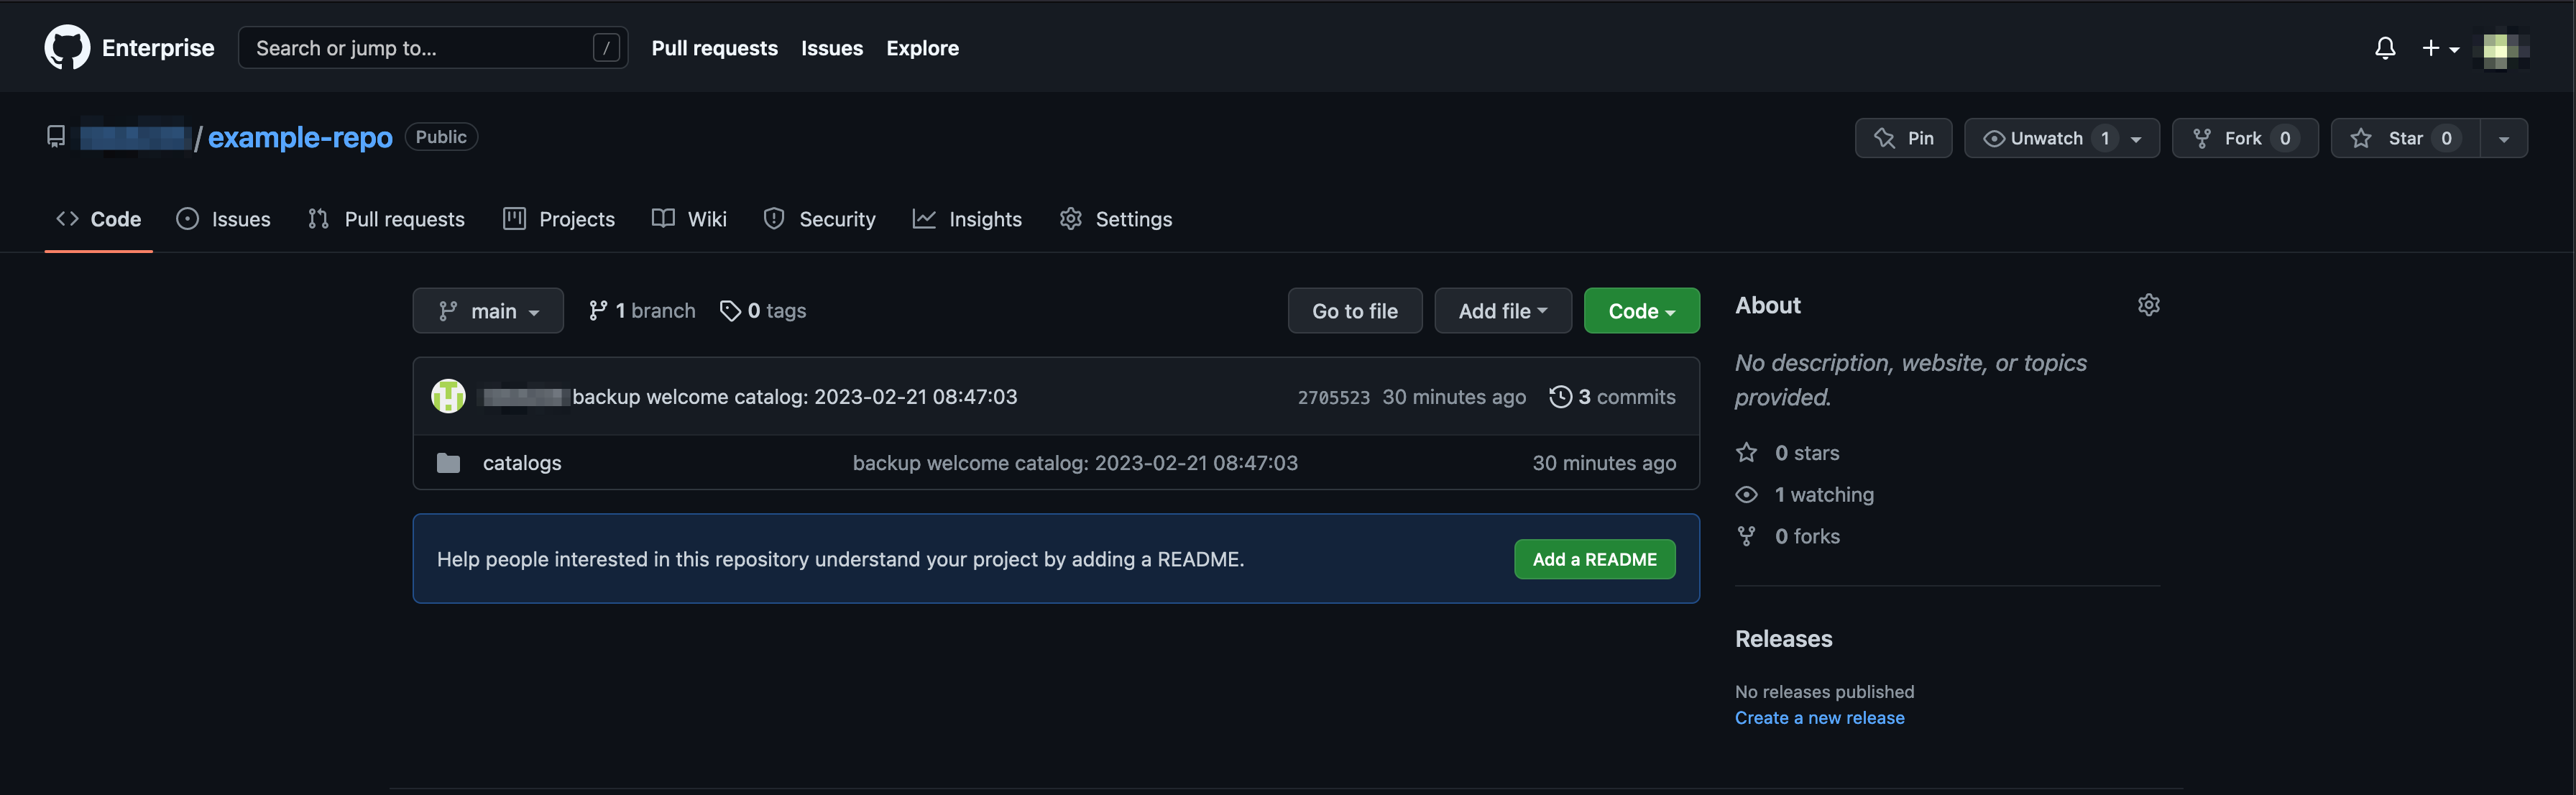 Enterprise Search or jump to... / Pull requests Issues Explore
/ example-repo Public Pin Unwatch 1 Fork 0 Star 0
Code Issues Pull requests Projects Wiki Security Insights Settings
main 1 branch 0 tags Go to file Add file Code
backup welcome catalog: 2023-02-21 08:47:03 2705523 30 minutes ago 3 commits
catalogs backup welcome catalog: 2023-02-21 08:47:03 30 minutes ago
Help people interested in this repository understand your project by adding a README. Add a README
About
No description, website, or topics
provided.
0 stars
1 watching
0 forks
Releases
No releases published
Create a new release